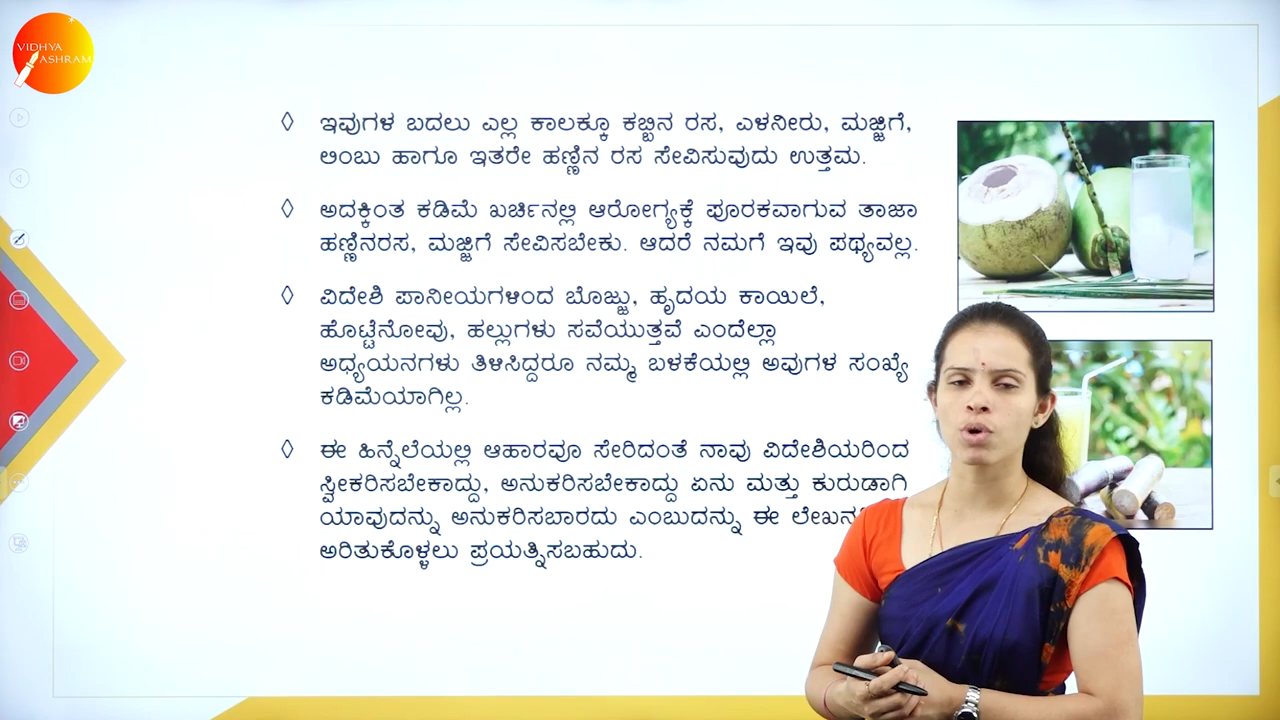 VIDHYA
ASHRAM
◊ ಇವುಗಳ ಬದಲು ಎಲ್ಲ ಕಾಲಕ್ಕೂ ಕಬ್ಬಿನ ರಸ, ಎಳನೀರು, ಮಜ್ಜಿಗೆ,
ಲಿಂಬು ಹಾಗೂ ಇತರೇ ಹಣ್ಣಿನ ರಸ ಸೇವಿಸುವುದು ಉತ್ತಮ.
◊ ಅದಕ್ಕಿಂತ ಕಡಿಮೆ ಖರ್ಚಿನಲ್ಲಿ ಆರೋಗ್ಯಕ್ಕೆ ಪೂರಕವಾಗುವ ತಾಜಾ
ಹಣ್ಣಿನರಸ, ಮಜ್ಜಿಗೆ ಸೇವಿಸಬೇಕು. ಆದರೆ ನಮಗೆ ಇವು ಪಥ್ಯವಲ್ಲ.
◊ ವಿದೇಶಿ ಪಾನೀಯಗಳಿಂದ ಬೊಜ್ಜು, ಹೃದಯ ಕಾಯಿಲೆ,
ಹೊಟ್ಟೆನೋವು, ಹಲ್ಲುಗಳು ಸವೆಯುತ್ತವೆ ಎಂದೆಲ್ಲಾ
ಅಧ್ಯಯನಗಳು ತಿಳಿಸಿದ್ದರೂ ನಮ್ಮ ಬಳಕೆಯಲ್ಲಿ ಅವುಗಳ ಸಂಖ್ಯೆ
ಕಡಿಮೆಯಾಗಿಲ್ಲ.
◊ ಈ ಹಿನ್ನೆಲೆಯಲ್ಲಿ ಆಹಾರವೂ ಸೇರಿದಂತೆ ನಾವು ವಿದೇಶಿಯರಿಂದ
ಸ್ವೀಕರಿಸಬೇಕಾದ್ದು, ಅನುಕರಿಸಬೇಕಾದ್ದು ಏನು ಮತ್ತು ಕುರುಡಾಗಿ
ಯಾವುದನ್ನು ಅನುಕರಿಸಬಾರದು ಎಂಬುದನ್ನು ಈ
ಅರಿತುಕೊಳ್ಳಲು ಪ್ರಯತ್ನಿಸಬಹುದು.